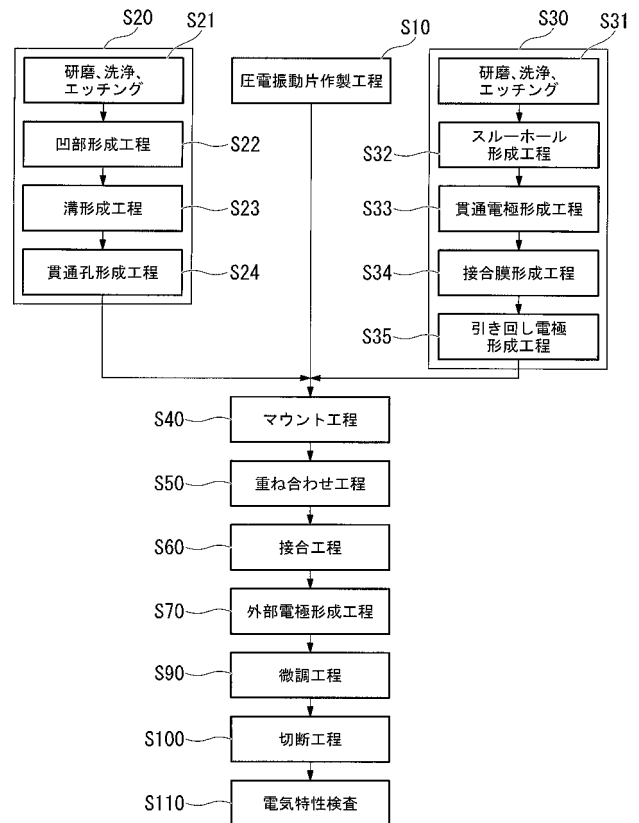 S20
S21
研磨、洗浄、
エッチング
凹部形成工程
S22
溝形成工程
S23
貫通孔形成工程
S24
S10
圧電振動片作製工程
S30
S31
研磨、洗浄、
エッチング
S32
スルーホール
形成工程
S33
貫通電極形成工程
S34
接合膜形成工程
S35
引き回し電極
形成工程
S40
マウント工程
S50
重ね合わせ工程
S60
接合工程
S70
外部電極形成工程
S90
微調工程
S100
切断工程
S110
電気特性検査